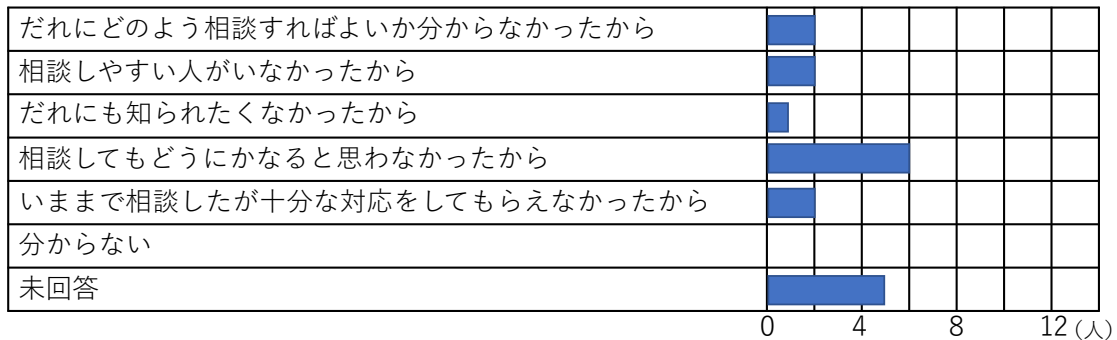 だれにどのよう相談すればよいか分からなかったから
相談しやすい人がいなかったから
だれにも知られたくなかったから
相談してもどうにかなると思わなかったから
いままで相談したが十分な対応をしてもらえなかったから
分からない
未回答
0 4 8 12 (人)